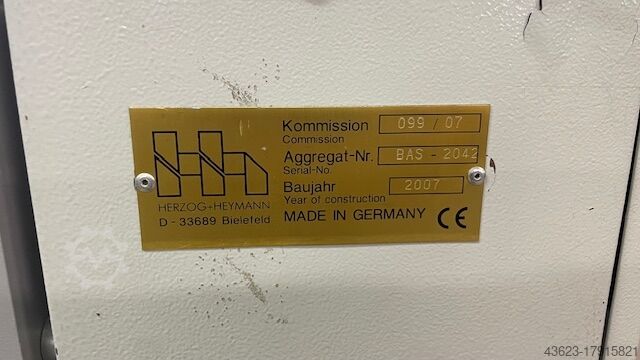 Kommission 099 / 07
Commission
Aggregat-Nr. BAS - 2042
Serial-No.
Baujahr 2007
Year of construction
MADE IN GERMANY CE
HERZOG+HEYMANN
D - 33689 Bielefeld
43623-17915821